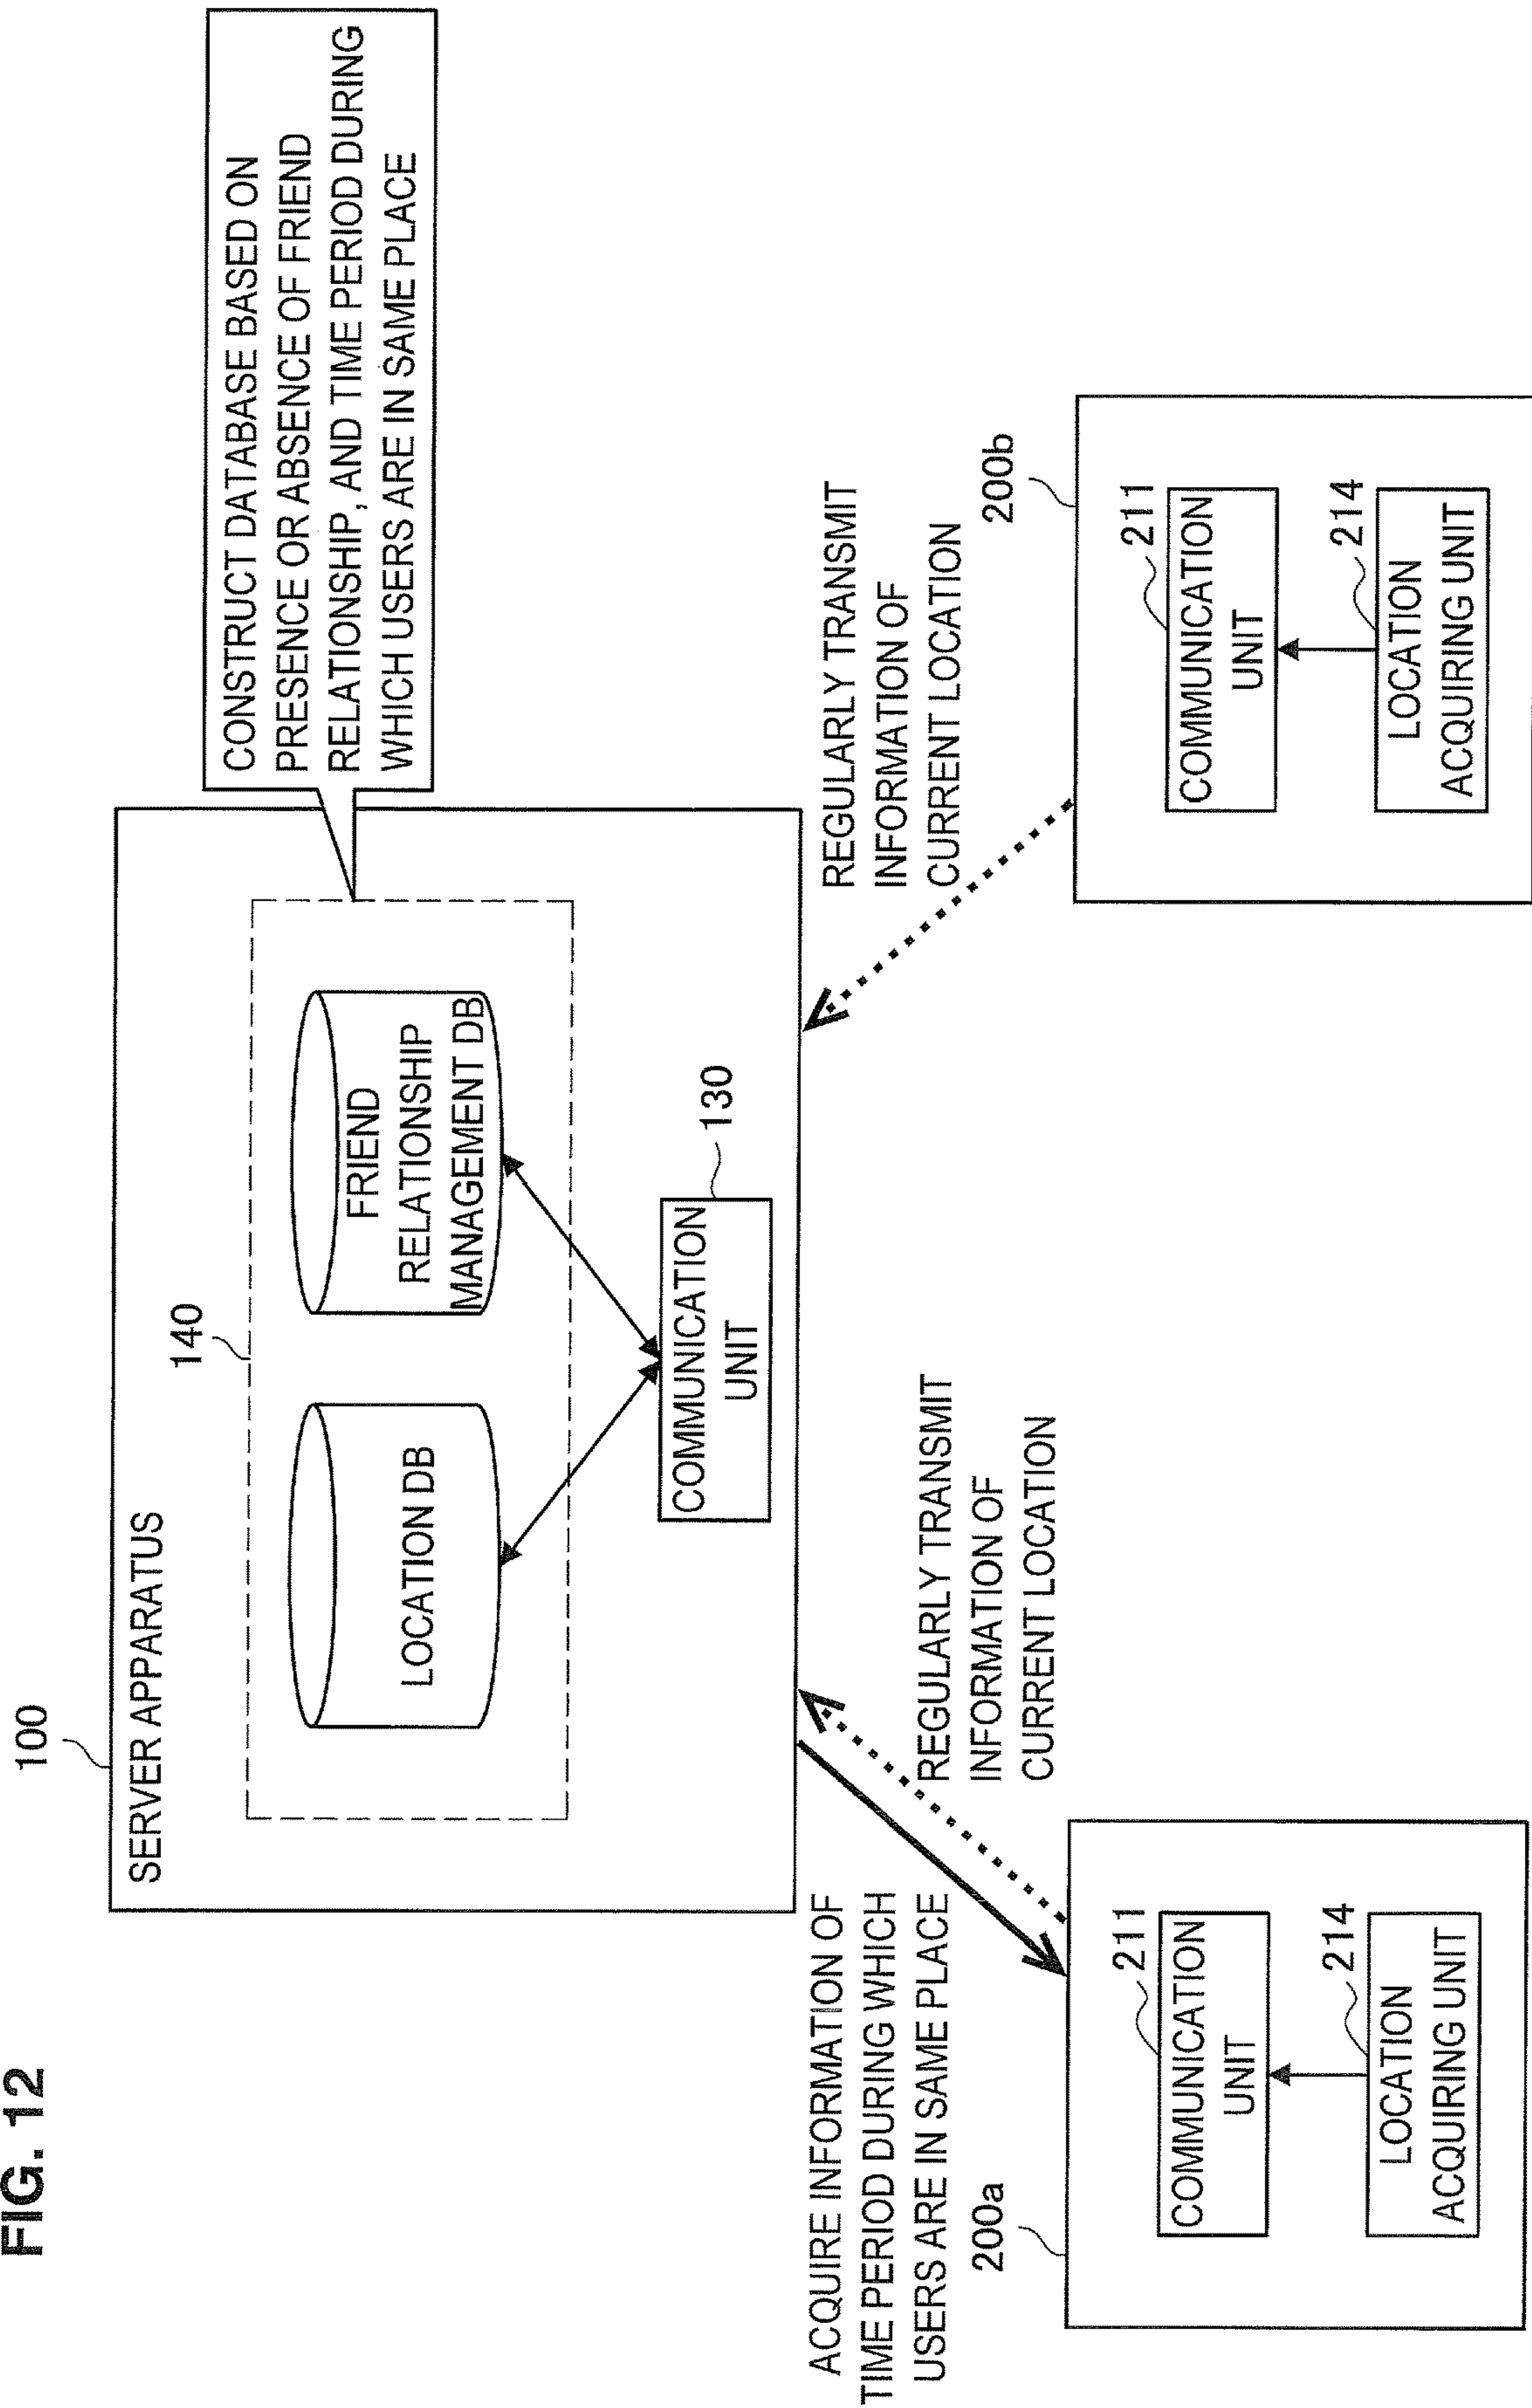 FIG. 12
100
SERVER APPARATUS
140
LOCATION DB
FRIEND
RELATIONSHIP
MANAGEMENT DB
CONSTRUCT DATABASE BASED ON
PRESENCE OR ABSENCE OF FRIEND
RELATIONSHIP, AND TIME PERIOD DURING
WHICH USERS ARE IN SAME PLACE
COMMUNICATION
UNIT
130
ACQUIRE INFORMATION OF
TIME PERIOD DURING WHICH
USERS ARE IN SAME PLACE
REGULARLY TRANSMIT
INFORMATION OF
CURRENT LOCATION
REGULARLY TRANSMIT
INFORMATION OF
CURRENT LOCATION
200a
211
COMMUNICATION
UNIT
214
LOCATION
ACQUIRING UNIT
200b
211
COMMUNICATION
UNIT
214
LOCATION
ACQUIRING UNIT